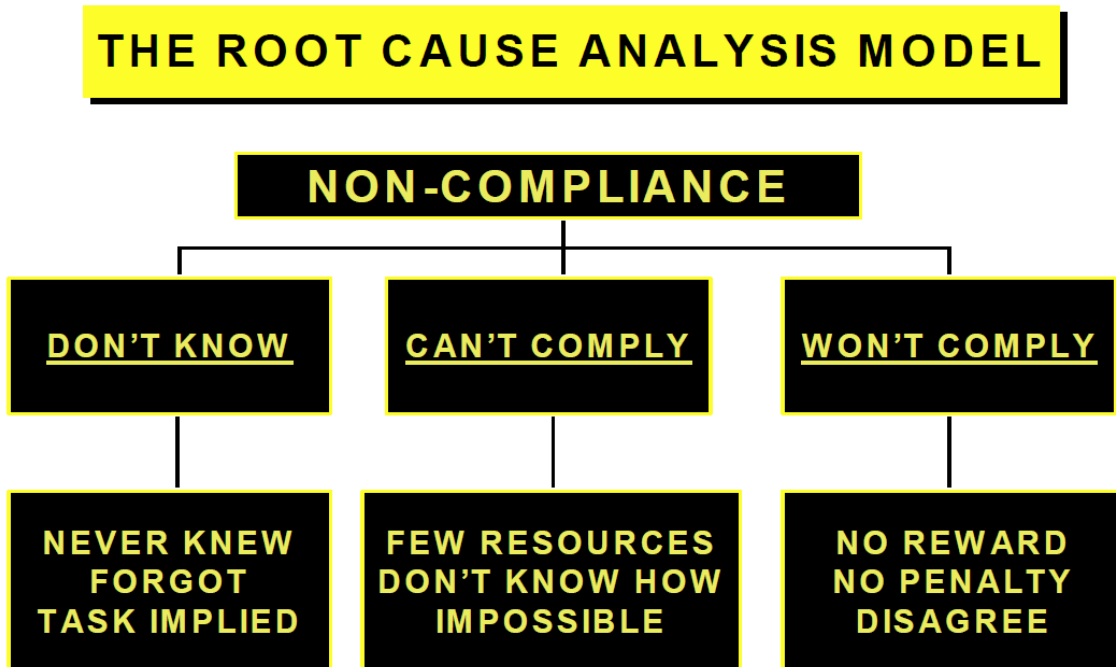 THE ROOT CAUSE ANALYSIS MODEL
NON-COMPLIANCE
DON'T KNOW
CAN'T COMPLY
WON'T COMPLY
NEVER KNEW
FORGOT
TASK IMPLIED
FEW RESOURCES
DON'T KNOW HOW
IMPOSSIBLE
NO REWARD
NO PENALTY
DISAGREE